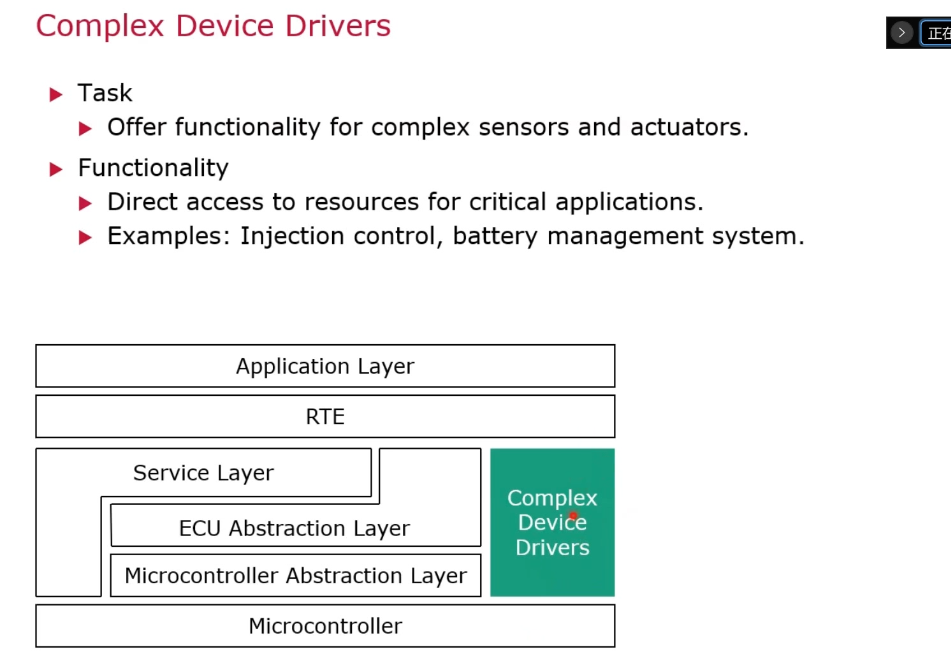 Complex Device Drivers
正在
Task
Offer functionality for complex sensors and actuators.
Functionality
Direct access to resources for critical applications.
Examples: Injection control, battery management system.
Application Layer
RTE
Service Layer
ECU Abstraction Layer
Microcontroller Abstraction Layer
Complex
Device
Drivers
Microcontroller